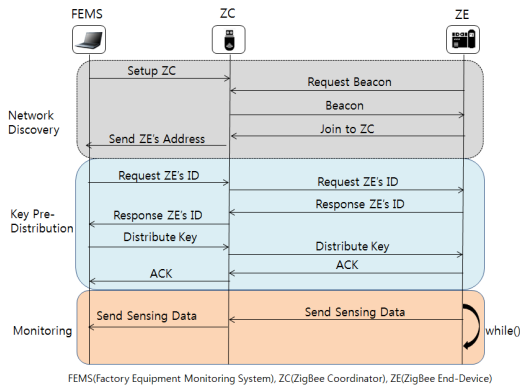 FEMS
ZC
ZE
Setup ZC
Request Beacon
Beacon
Network
Discovery
Join to ZC
Send ZE's Address
Request ZE's ID
Request ZE's ID
Response ZE's ID
Key Pre-
Distribution
Response ZE's ID
Distribute Key
Distribute Key
ACK
ACK
Send Sensing Data
Send Sensing Data
Monitoring
while()
FEMS(Factory Equipment Monitoring System), ZC(ZigBee Coordinator), ZE(ZigBee End-Device)